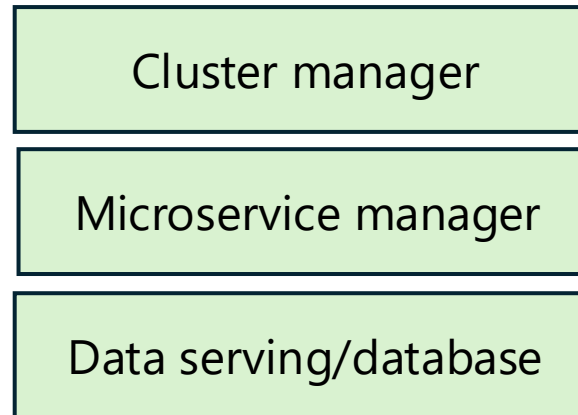 Cluster manager
Microservice manager
Data serving/database